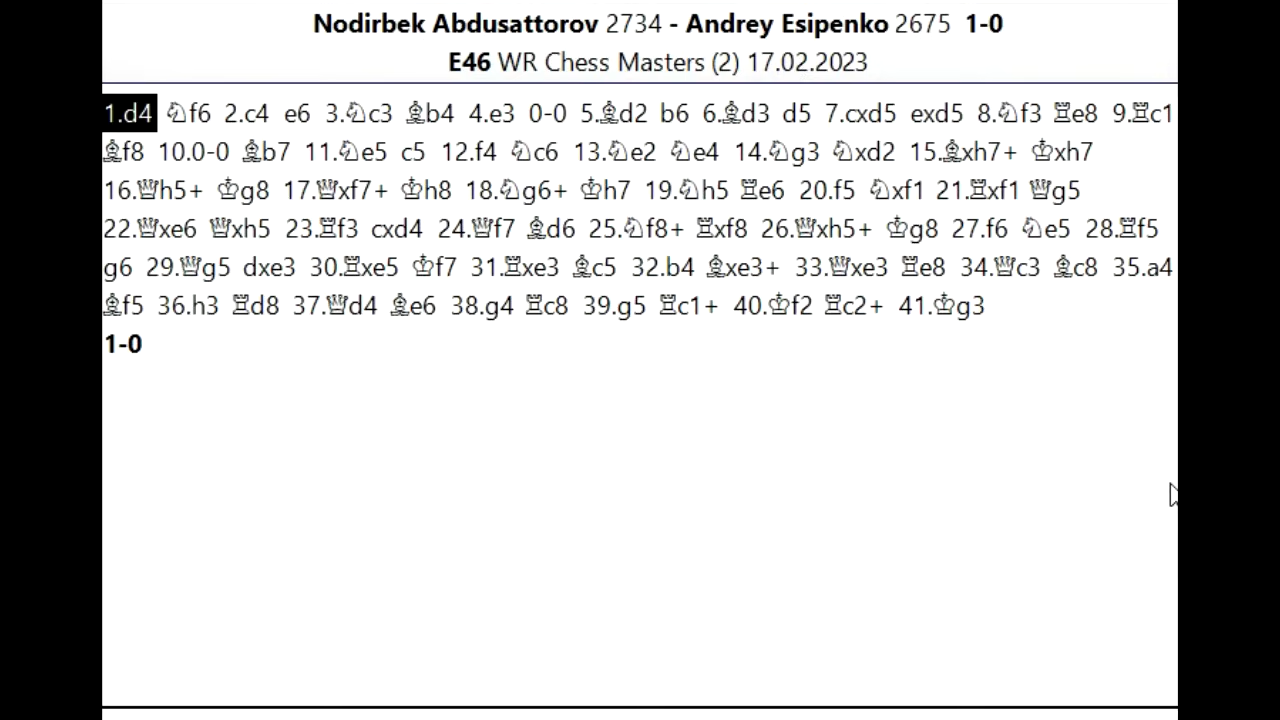 Nodirbek Abdusattorov 2734 - Andrey Esipenko 2675 1-0
E46 WR Chess Masters (2) 17.02.2023
1.d4 ♘f6 2.c4 e6 3.♘c3 ♗b4 4.e3 0-0 5.♗d2 b6 6.♗d3 d5 7.cxd5 exd5 8.♘f3 ♖e8 9.♖c1
♗f8 10.0-0 ♗b7 11.♘e5 c5 12.f4 ♘c6 13.♘e2 ♘e4 14.♘g3 ♘xd2 15.♗xh7+ ♔xh7
16.♕h5+ ♔g8 17.♕xf7+ ♔h8 18.♘g6+ ♔h7 19.♘h5 ♖e6 20.f5 ♘xf1 21.♖xf1 ♕g5
22.♕xe6 ♕xh5 23.♖f3 cxd4 24.♕f7 ♗d6 25.♘f8+ ♖xf8 26.♕xh5+ ♔g8 27.f6 ♘e5 28.♖f5
g6 29.♕g5 dxe3 30.♖xe5 ♔f7 31.♖xe3 ♗c5 32.b4 ♗xe3+ 33.♕xe3 ♖e8 34.♕c3 ♗c8 35.a4
♗f5 36.h3 ♖d8 37.♕d4 ♗e6 38.g4 ♖c8 39.g5 ♖c1+ 40.♔f2 ♖c2+ 41.♔g3
1-0